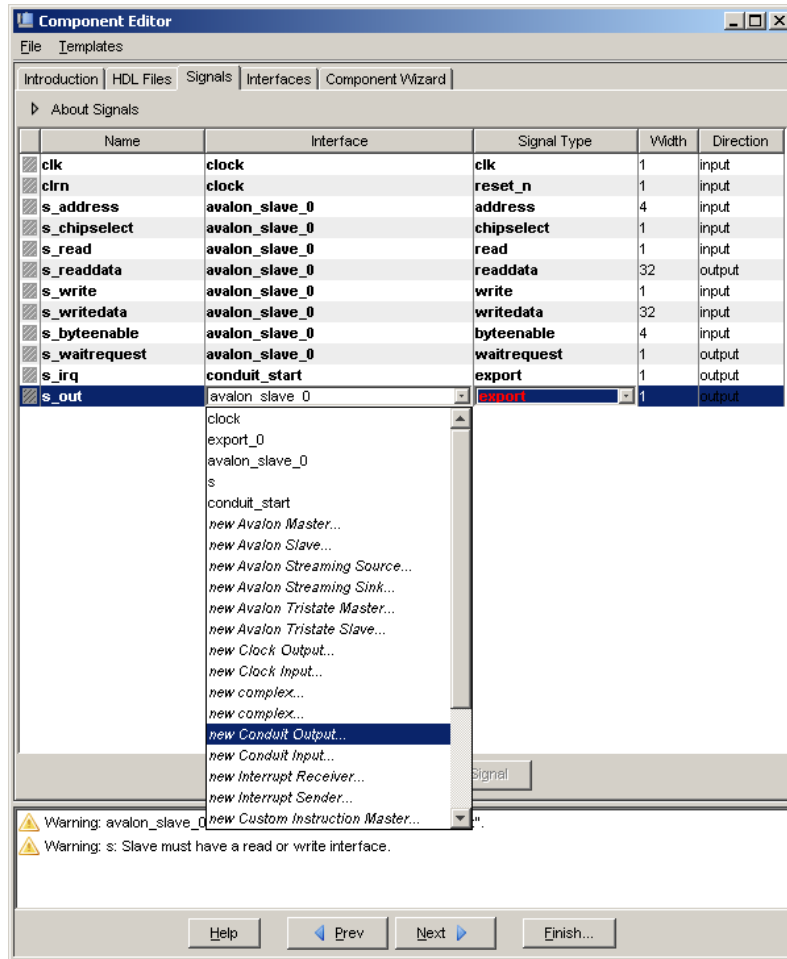 Component Editor
File Templates
Introduction HDL Files Signals Interfaces Component Wizard
About Signals
Name Interface Signal Type Width Direction
clk clock clk 1 input
clrn clock reset_n 1 input
s_address avalon_slave_0 address 4 input
s_chipselect avalon_slave_0 chipselect 1 input
s_read avalon_slave_0 read 1 input
s_readdata avalon_slave_0 readdata 32 output
s_write avalon_slave_0 write 1 input
s_writedata avalon_slave_0 writedata 32 input
s_byteenable avalon_slave_0 byteenable 4 input
s_waitrequest avalon_slave_0 waitrequest 1 output
s_irq conduit_start export 1 output
s_out avalon_slave_0 export 1 output
clock
export_0
avalon_slave_0
s
conduit_start
new Avalon Master...
new Avalon Slave...
new Avalon Streaming Source...
new Avalon Streaming Sink...
new Avalon Tristate Master...
new Avalon Tristate Slave...
new Clock Output...
new Clock Input...
new complex...
new complex...
new Conduit Output...
new Conduit Input...
new Interrupt Receiver...
new Interrupt Sender...
new Custom Instruction Master...
Signal
Warning: avalon_slave_0 ".
Warning: s: Slave must have a read or write interface.
Help Prev Next Finish...